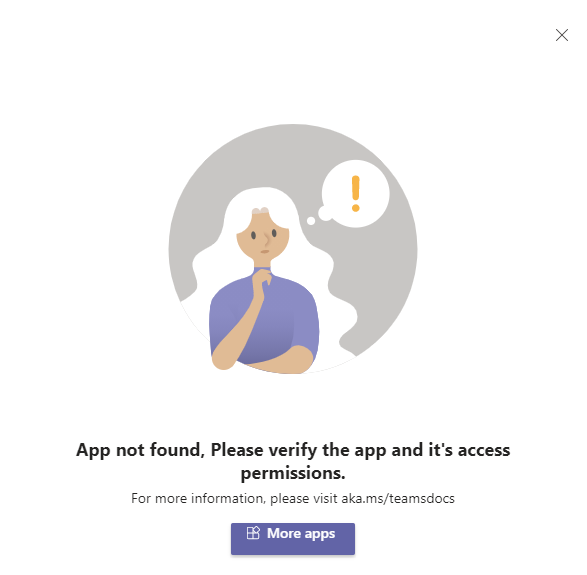 App not found, Please verify the app and it's access
permissions.
For more information, please visit aka.ms/teamsdocs
More apps